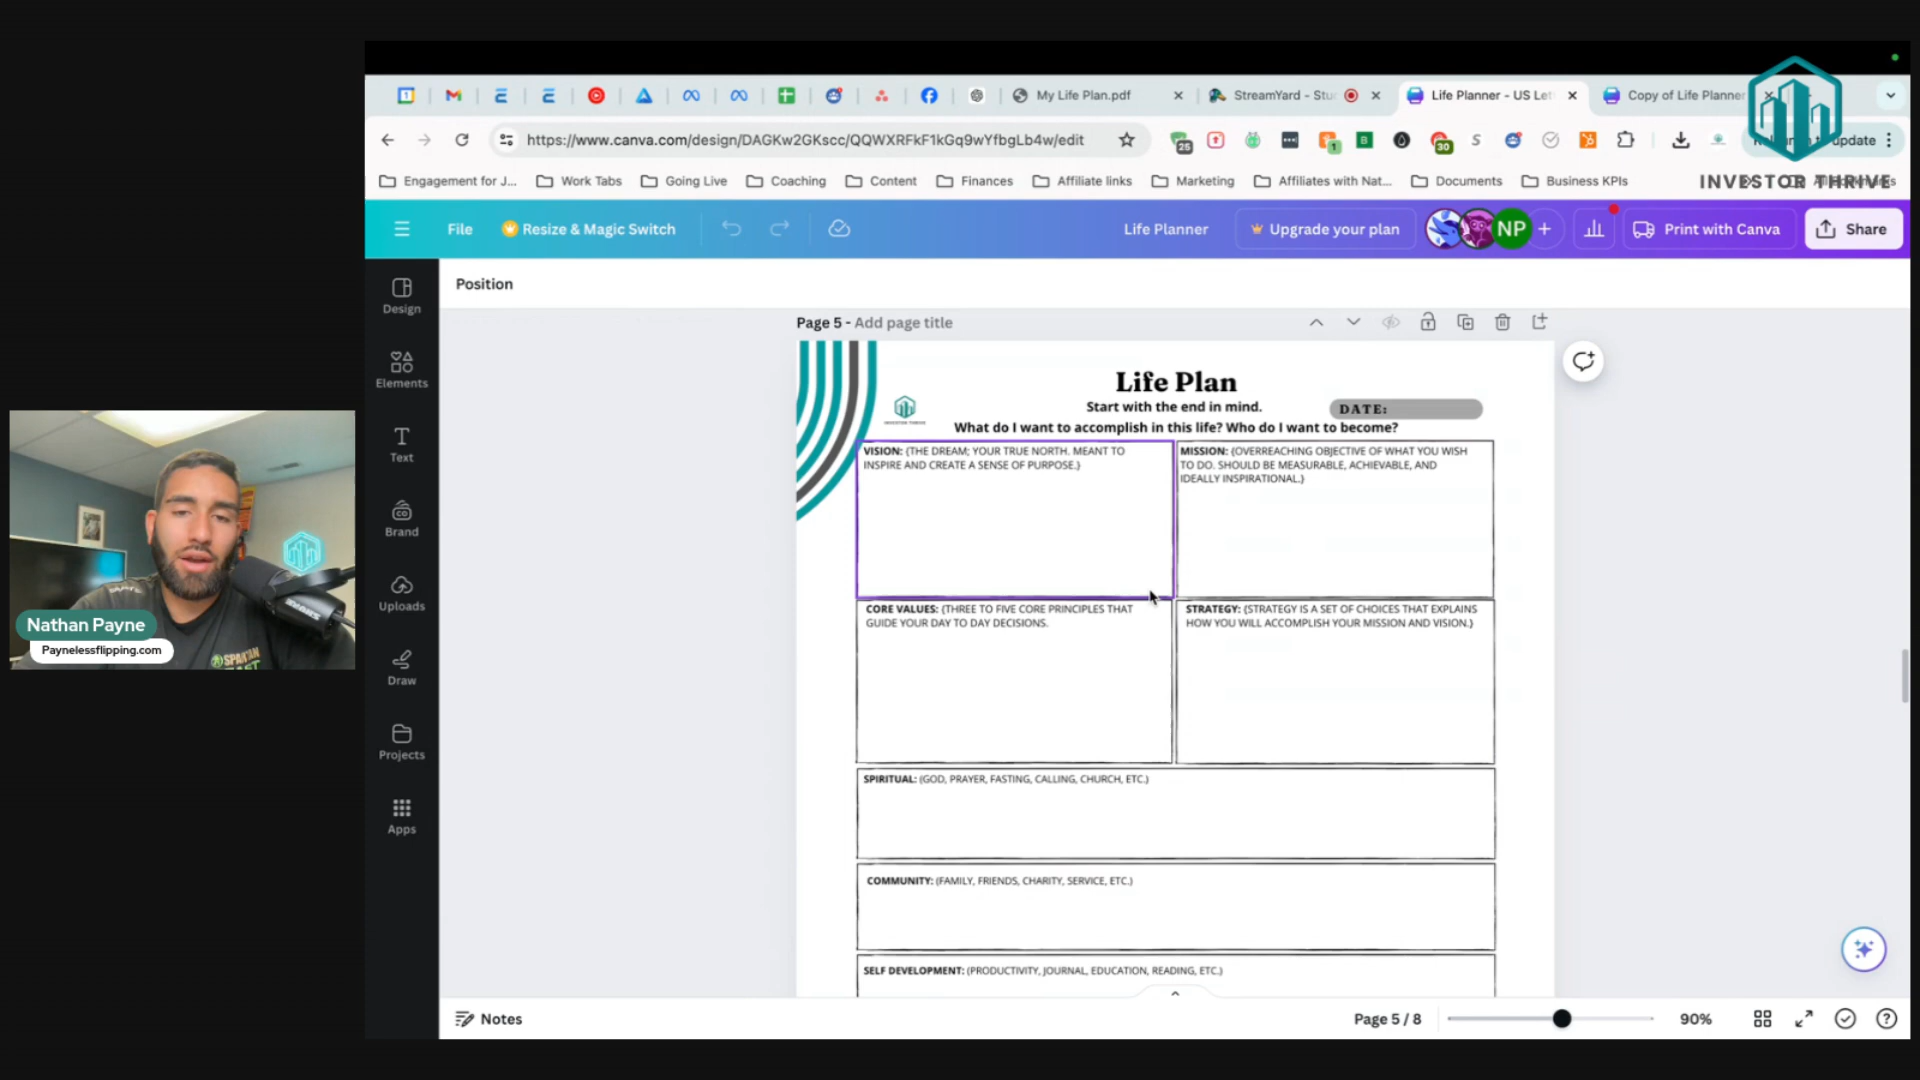 My Life Plan.pdf
StreamYard - Stu
Life Planner - US Let
Copy of Life Planner
https://www.canva.com/design/DAGKw2GKscc/QQWXRFkF1kGq9wYfbgLb4w/edit
25
1
30
update
Engagement for J...
Work Tabs
Going Live
Coaching
Content
Finances
Affiliate links
Marketing
Affiliates with Nat...
Documents
Business KPIs
INVESTOR THRIVE
File
Resize & Magic Switch
Life Planner
Upgrade your plan
NP
Print with Canva
Share
Design
Elements
Text
Brand
Uploads
Draw
Projects
Apps
Position
Page 5 - Add page title
Life Plan
Start with the end in mind.
DATE:
What do I want to accomplish in this life? Who do I want to become?
VISION: (THE DREAM; YOUR TRUE NORTH. MEANT TO
INSPIRE AND CREATE A SENSE OF PURPOSE.)
MISSION: (OVERREACHING OBJECTIVE OF WHAT YOU WISH
TO DO. SHOULD BE MEASURABLE, ACHIEVABLE, AND
IDEALLY INSPIRATIONAL.)
CORE VALUES: (THREE TO FIVE CORE PRINCIPLES THAT
GUIDE YOUR DAY TO DAY DECISIONS.
STRATEGY: (STRATEGY IS A SET OF CHOICES THAT EXPLAINS
HOW YOU WILL ACCOMPLISH YOUR MISSION AND VISION.)
SPIRITUAL: (GOD, PRAYER, FASTING, CALLING, CHURCH, ETC.)
COMMUNITY: (FAMILY, FRIENDS, CHARITY, SERVICE, ETC.)
SELF DEVELOPMENT: (PRODUCTIVITY, JOURNAL, EDUCATION, READING, ETC.)
Nathan Payne
Paynelessflipping.com
SPARTAN
Notes
Page 5 / 8
90%